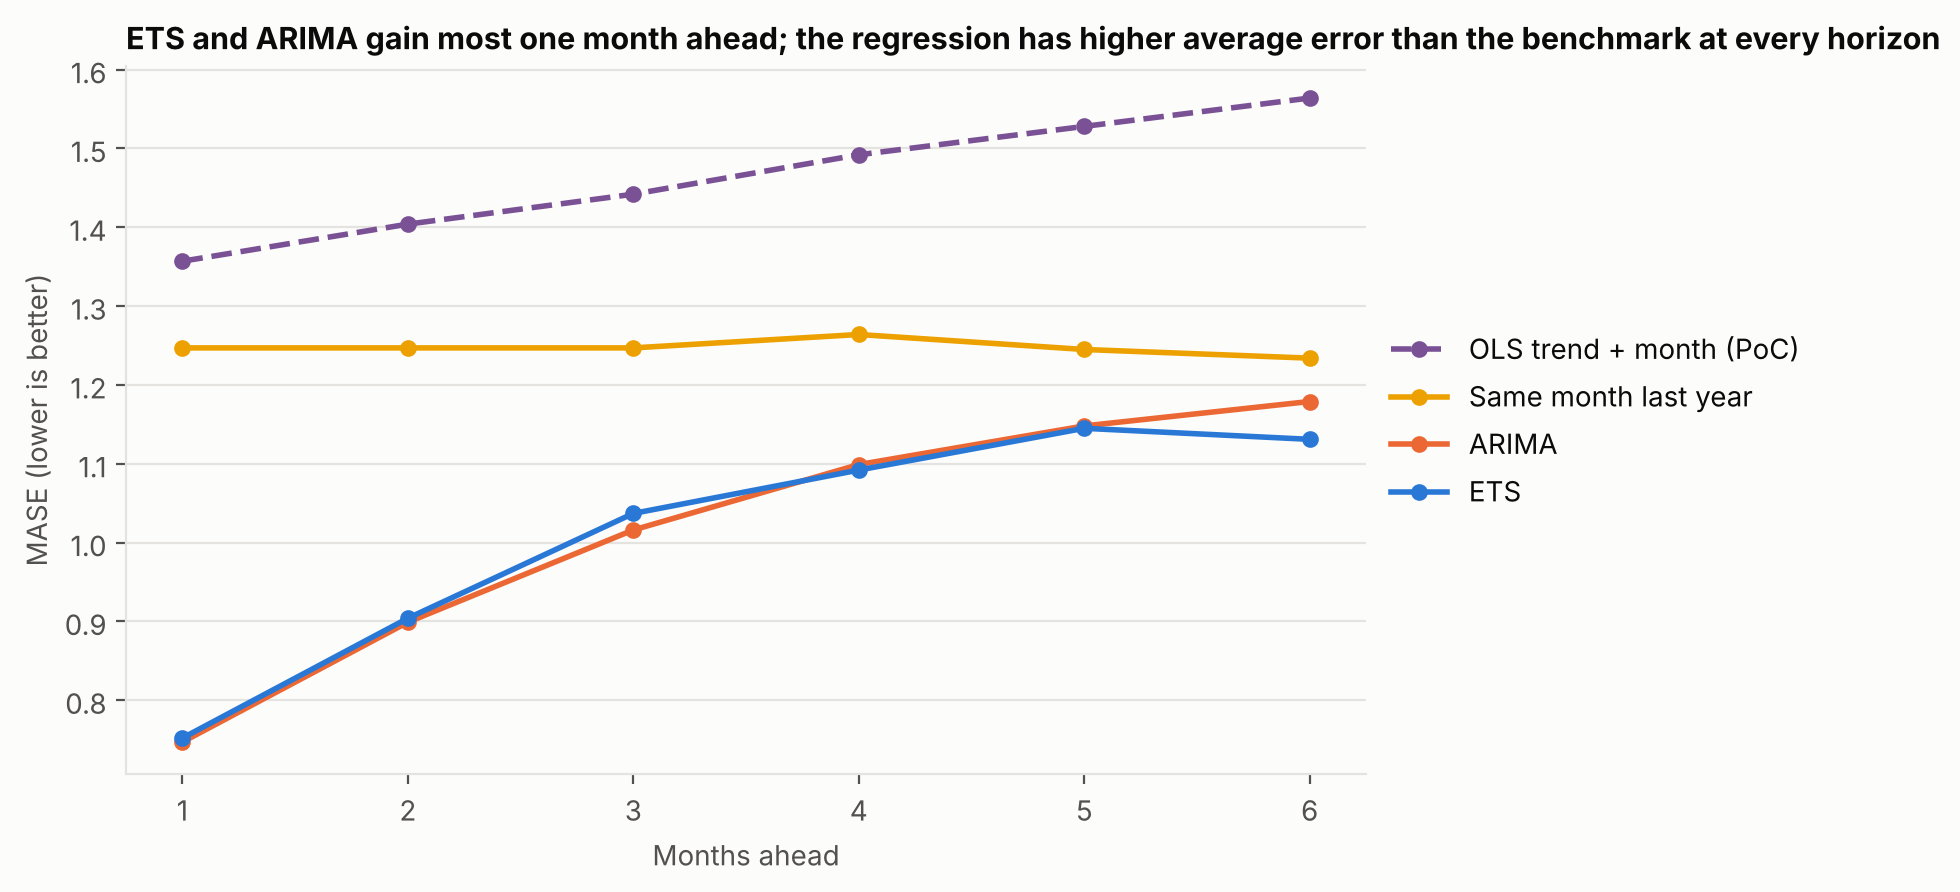 ETS and ARIMA gain most one month ahead; the regression has higher average error than the benchmark at every horizon
MASE (lower is better)
1.6
1.5
1.4
1.3
1.2
1.1
1.0
0.9
0.8
1 2 3 4 5 6
Months ahead
OLS trend + month (PoC)
Same month last year
ARIMA
ETS